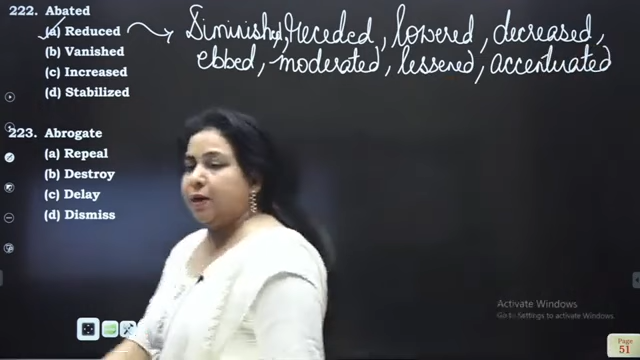 222. Abated
(a) Reduced
(b) Vanished
(c) Increased
(d) Stabilized
Diminished, receded, lowered, decreased,
ebbed, moderated, lessered, accentuated
223. Abrogate
(a) Repeal
(b) Destroy
(c) Delay
(d) Dismiss
Activate Windows
Go to Settings to activate Windows.
Page
51